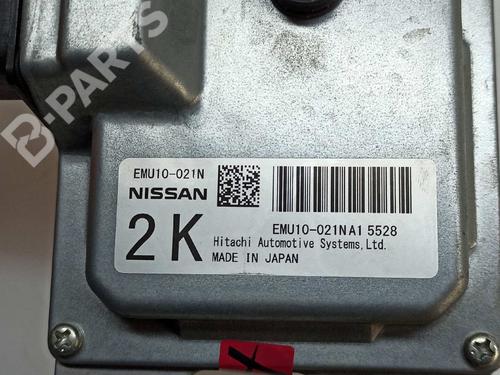 EMU10-021N
NISSAN
2K
EMU10-021NA1 5528
Hitachi Automotive Systems,Ltd.
MADE IN JAPAN
B-PARTS